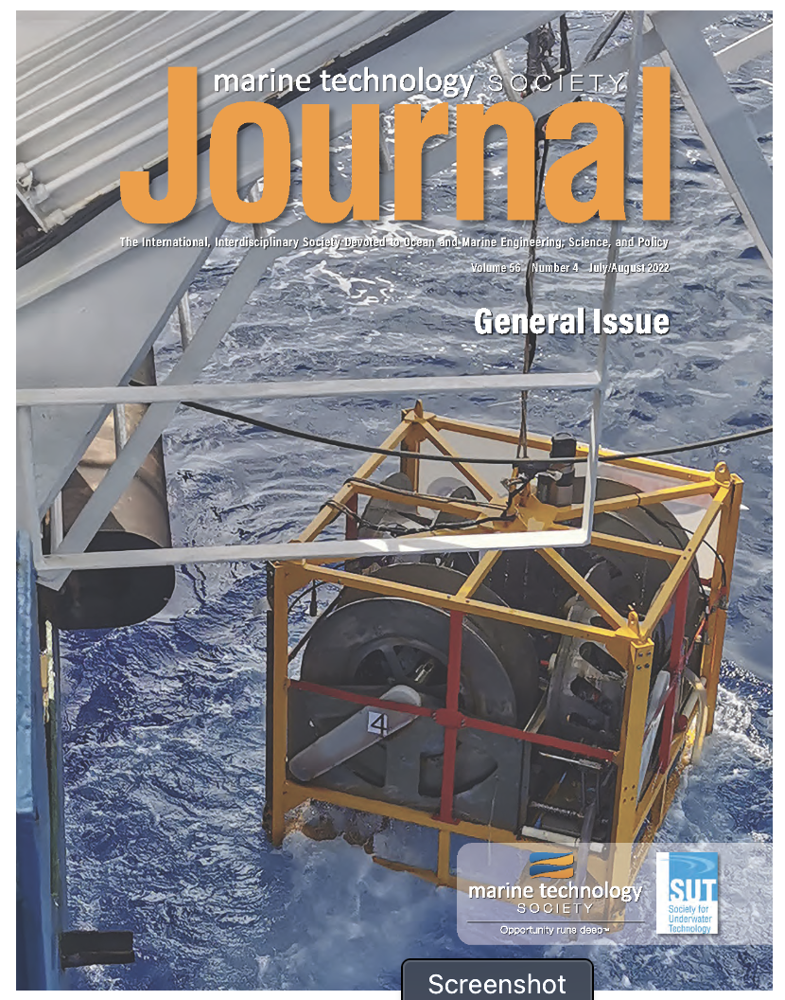 marine technology SOCIETY
Journal
The International, Interdisciplinary Society Devoted to Ocean and Marine Engineering, Science, and Policy
Volume 56 Number 4 July/August 2022
General Issue
4
marine technology
SOCIETY
Opportunity runs deep™
SUT
Society for
Underwater
Technology
Screenshot